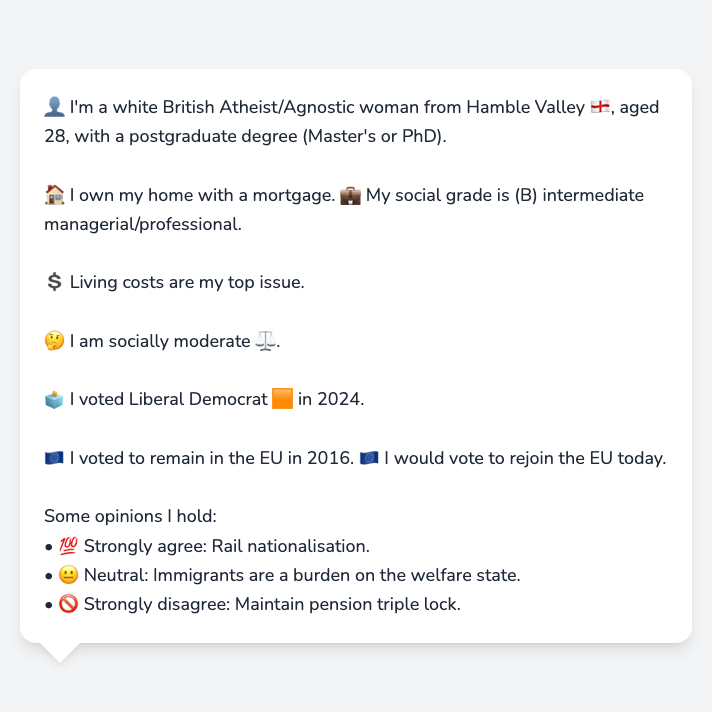 👤 I'm a white British Atheist/Agnostic woman from Hamble Valley 🏴󠁧󠁢󠁥󠁮󠁧󠁿, aged
28, with a postgraduate degree (Master's or PhD).
🏠 I own my home with a mortgage. 💼 My social grade is (B) intermediate
managerial/professional.
💲 Living costs are my top issue.
🤔 I am socially moderate ⚖️.
🗳️ I voted Liberal Democrat 🟧 in 2024.
🇪🇺 I voted to remain in the EU in 2016. 🇪🇺 I would vote to rejoin the EU today.
Some opinions I hold:
• 💯 Strongly agree: Rail nationalisation.
• 😐 Neutral: Immigrants are a burden on the welfare state.
• 🚫 Strongly disagree: Maintain pension triple lock.